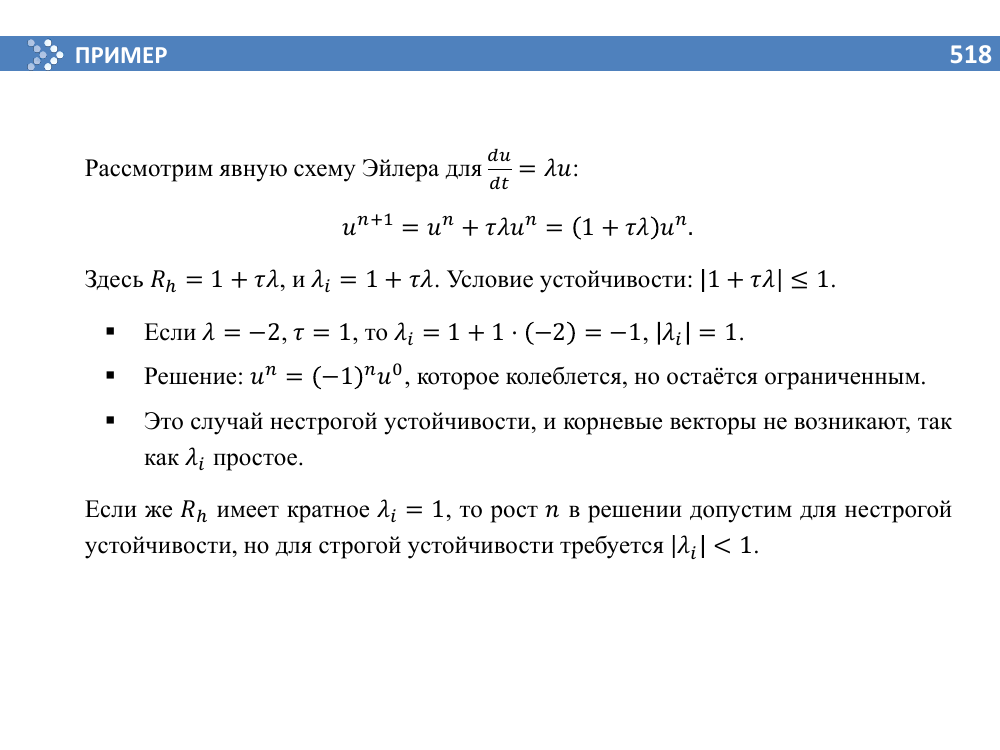 ПРИМЕР
518
Рассмотрим явную схему Эйлера для $\frac{du}{dt} = \lambda u$:
$u^{n+1} = u^n + \tau\lambda u^n = (1 + \tau\lambda)u^n.$
Здесь $R_h = 1 + \tau\lambda$, и $\lambda_i = 1 + \tau\lambda$. Условие устойчивости: $|1 + \tau\lambda| \leq 1$.
▪ Если $\lambda = -2$, $\tau = 1$, то $\lambda_i = 1 + 1 \cdot (-2) = -1$, $|\lambda_i| = 1$.
▪ Решение: $u^n = (-1)^n u^0$, которое колеблется, но остаётся ограниченным.
▪ Это случай нестрогой устойчивости, и корневые векторы не возникают, так
как $\lambda_i$ простое.
Если же $R_h$ имеет кратное $\lambda_i = 1$, то рост $n$ в решении допустим для нестрогой
устойчивости, но для строгой устойчивости требуется $|\lambda_i| < 1$.